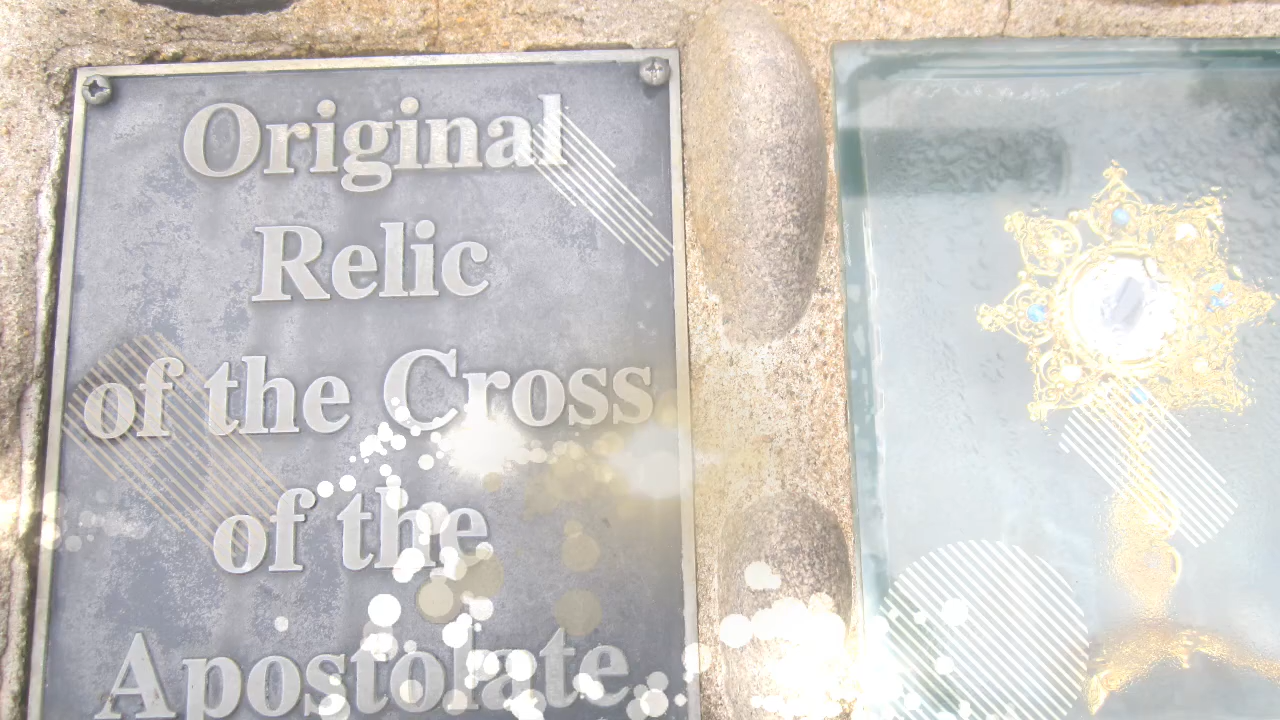 Original
Relic
of the Cross
of the
Apostolate